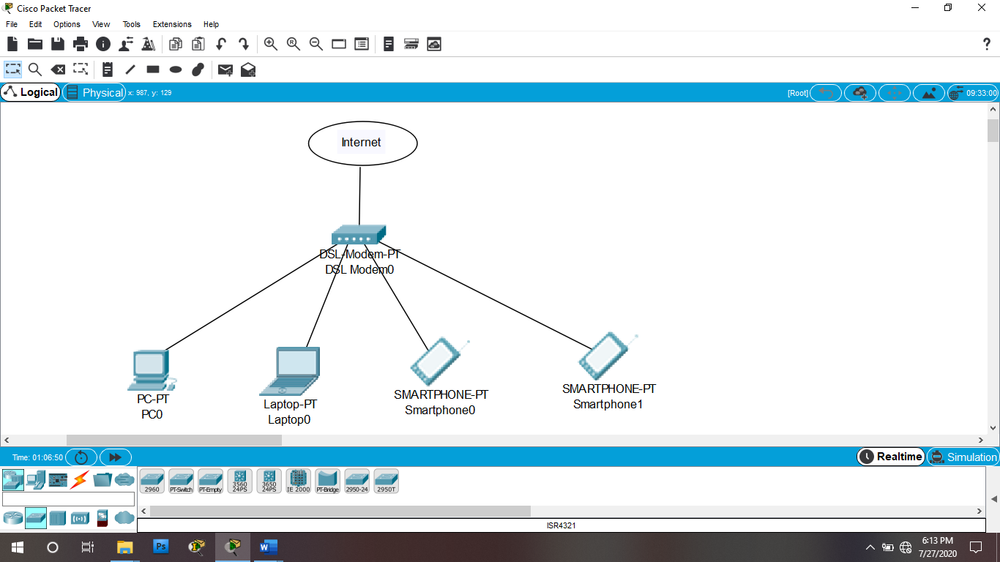 Cisco Packet Tracer
File Edit Options View Tools Extensions Help
R
?
Logical Physical x: 987, y: 129 [Root] 09:33:00
Internet
DSL-Modem-PT
DSL Modem0
PC-PT
PC0
Laptop-PT
Laptop0
SMARTPHONE-PT
Smartphone0
SMARTPHONE-PT
Smartphone1
Time: 01:06:50 Realtime Simulation
2960 PT-Switch PT-Empty 3560 24PS 3650 24PS IE 2000 PT-Bridge 2950-24 2950T
ISR4321
Ps W 6:13 PM
7/27/2020